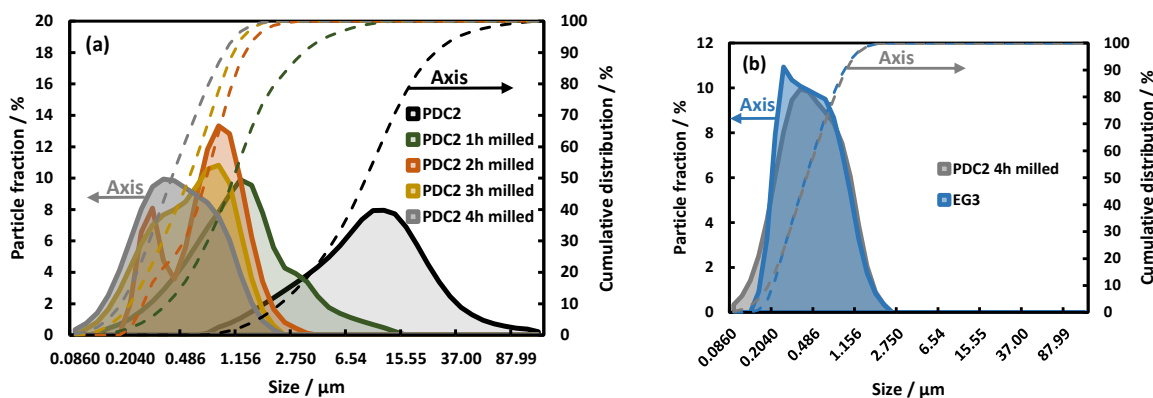 (a)
Particle fraction / %
20
18
16
14
12
10
8
6
4
2
0
Axis
Axis
PDC2
PDC2 1h milled
PDC2 2h milled
PDC2 3h milled
PDC2 4h milled
100
90
80
70
60
50
40
30
20
10
0
Cumulative distribution / %
0.0860 0.2040 0.486 1.156 2.750 6.54 15.55 37.00 87.99
Size / µm
(b)
Particle fraction / %
12
10
8
6
4
2
0
Axis
Axis
PDC2 4h milled
EG3
100
90
80
70
60
50
40
30
20
10
0
Cumulative distribution / %
0.0860 0.2040 0.486 1.156 2.750 6.54 15.55 37.00 87.99
Size / µm